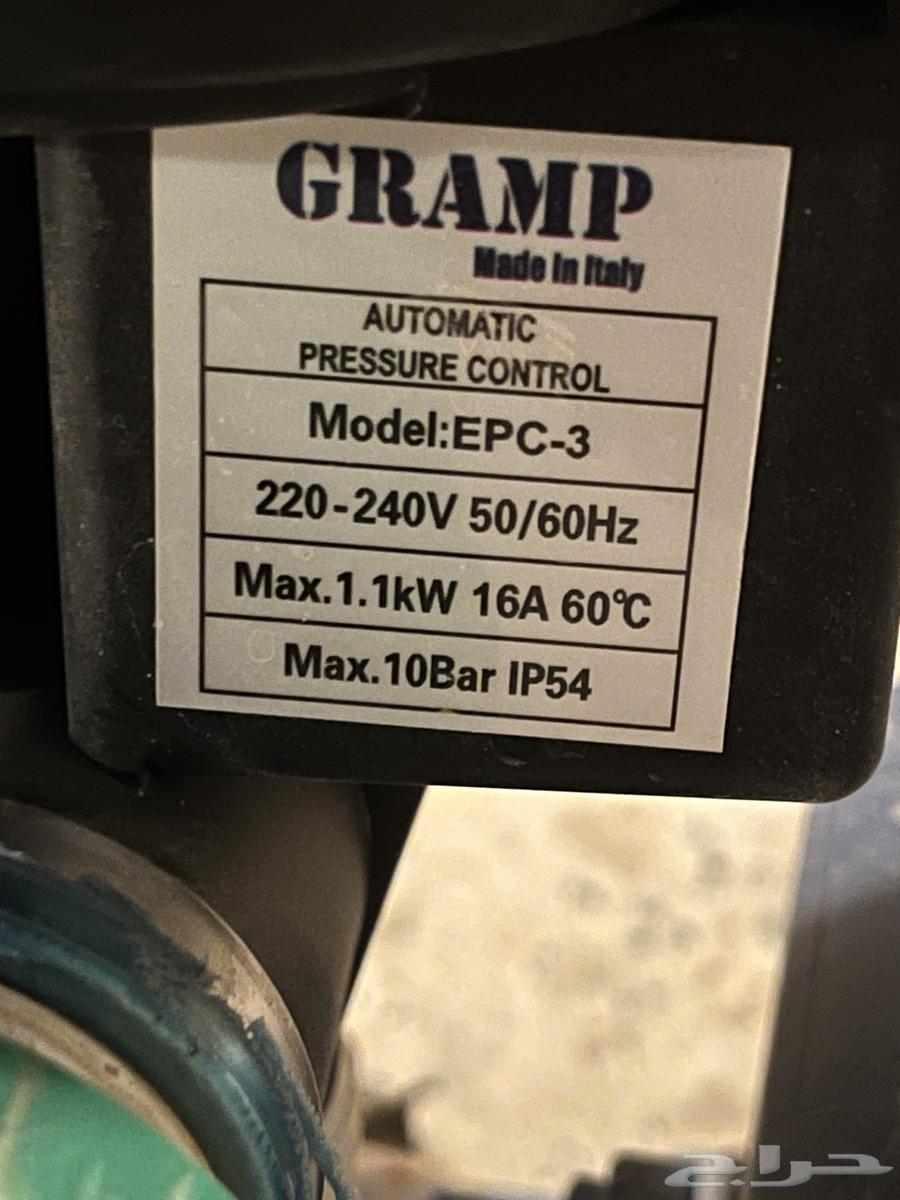 GRAMP
Made In Italy
AUTOMATIC
PRESSURE CONTROL
Model:EPC-3
220-240V 50/60Hz
Max.1.1kW 16A 60℃
Max.10Bar IP54
حراج